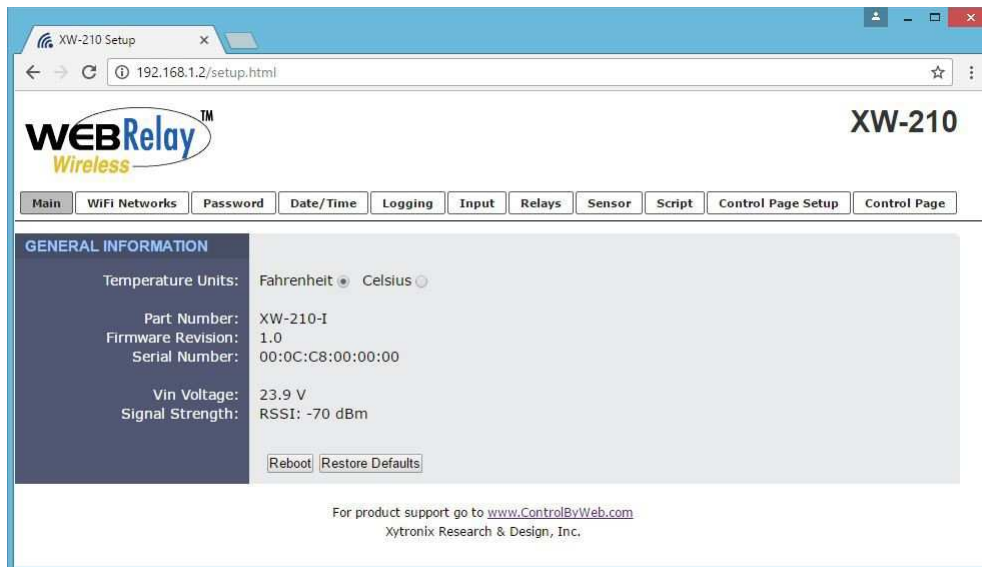 XW-210 Setup
192.168.1.2/setup.html
WEBRelay™
Wireless
XW-210
Main WiFi Networks Password Date/Time Logging Input Relays Sensor Script Control Page Setup Control Page
GENERAL INFORMATION
Temperature Units: Fahrenheit Celsius
Part Number: XW-210-I
Firmware Revision: 1.0
Serial Number: 00:0C:C8:00:00:00
Vin Voltage: 23.9 V
Signal Strength: RSSI: -70 dBm
Reboot Restore Defaults
For product support go to www.ControlByWeb.com
Xytronix Research & Design, Inc.